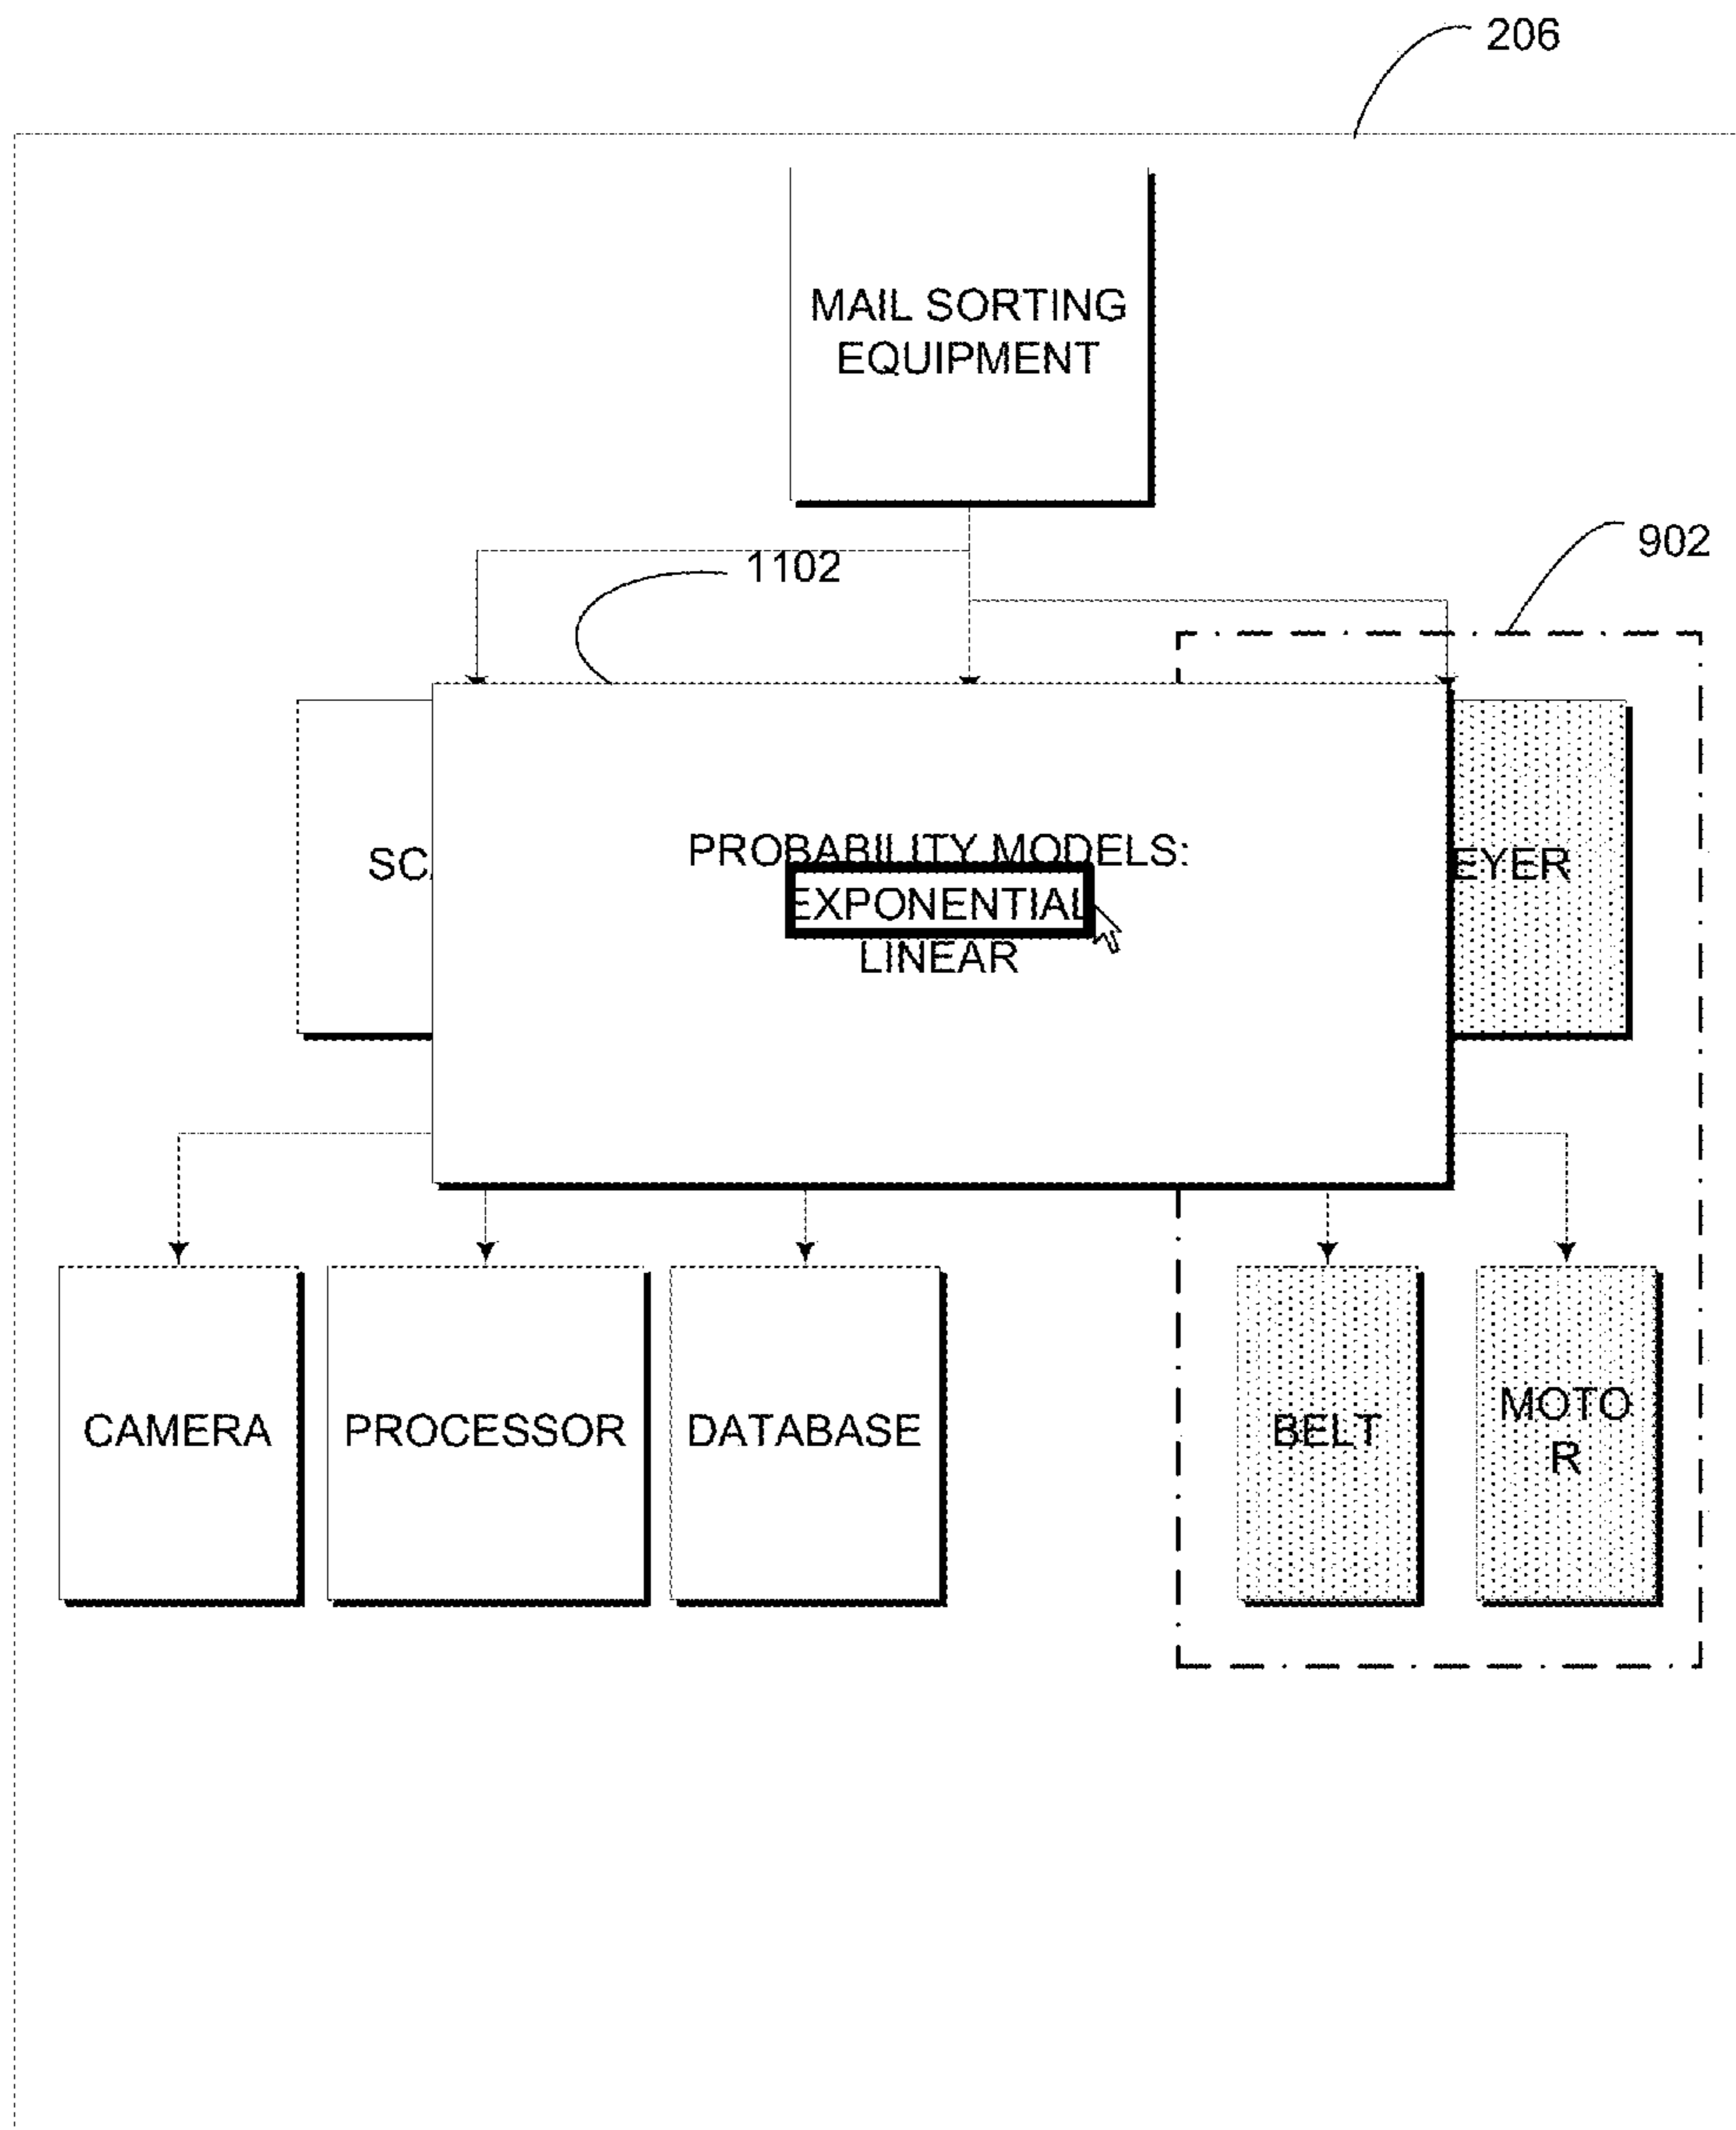 206
MAIL SORTING
EQUIPMENT
902
1102
SC
EYER
PROBABILITY MODELS:
EXPONENTIAL
LINEAR
CAMERA
PROCESSOR
DATABASE
BELT
MOTO
R